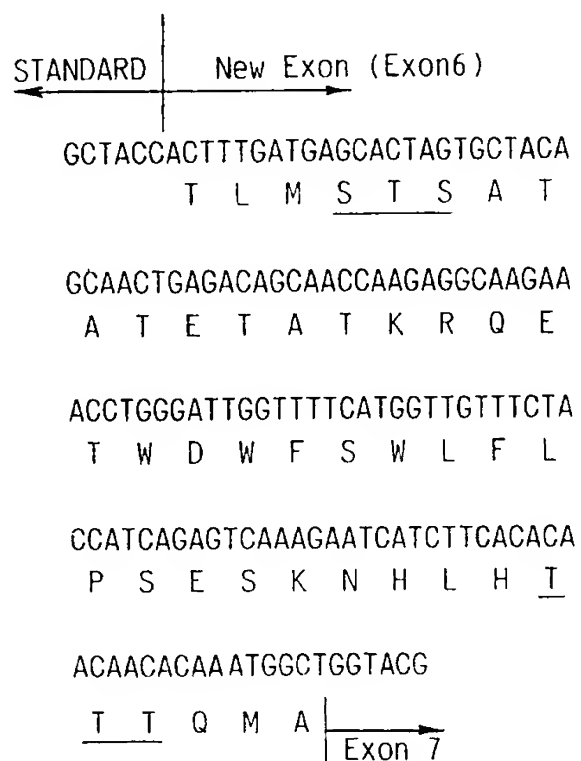 STANDARD New Exon (Exon6)
GCTACCACTTTGATGAGCACTAGTGCTACA
T L M S T S A T
GCAACTGAGACAGCAACCAAGAGGCAAGAA
A T E T A T K R Q E
ACCTGGGATTGGTTTTCATGGTTGTTTCTA
T W D W F S W L F L
CCATCAGAGTCAAAGAATCATCTTCACACA
P S E S K N H L H T
ACAACACAAATGGCTGGTACG
T T Q M A
Exon 7